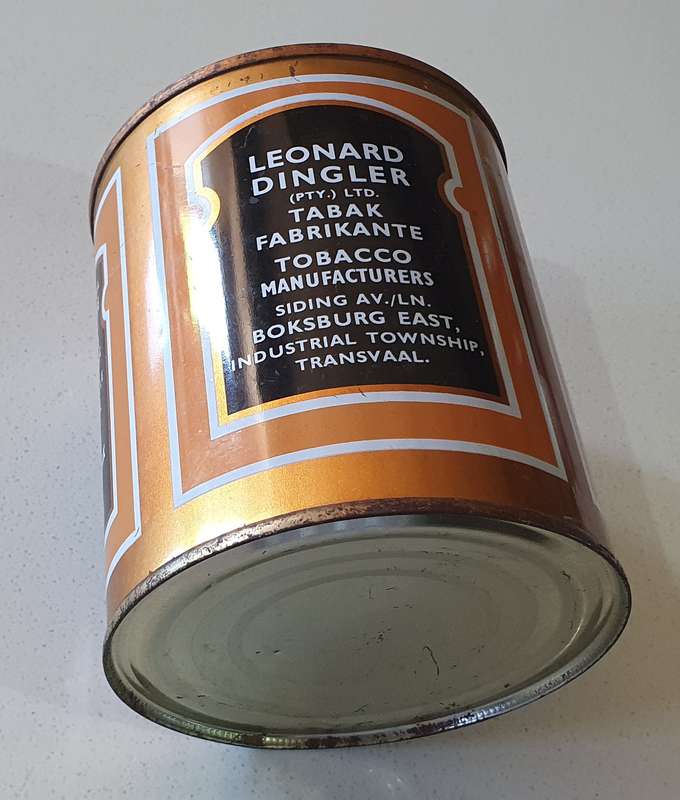 LEONARD
DINGLER
(PTY.) LTD.
TABAK
FABRIKANTE
TOBACCO
MANUFACTURERS
SIDING AV./LN.
BOKSBURG EAST,
INDUSTRIAL TOWNSHIP,
TRANSVAAL.